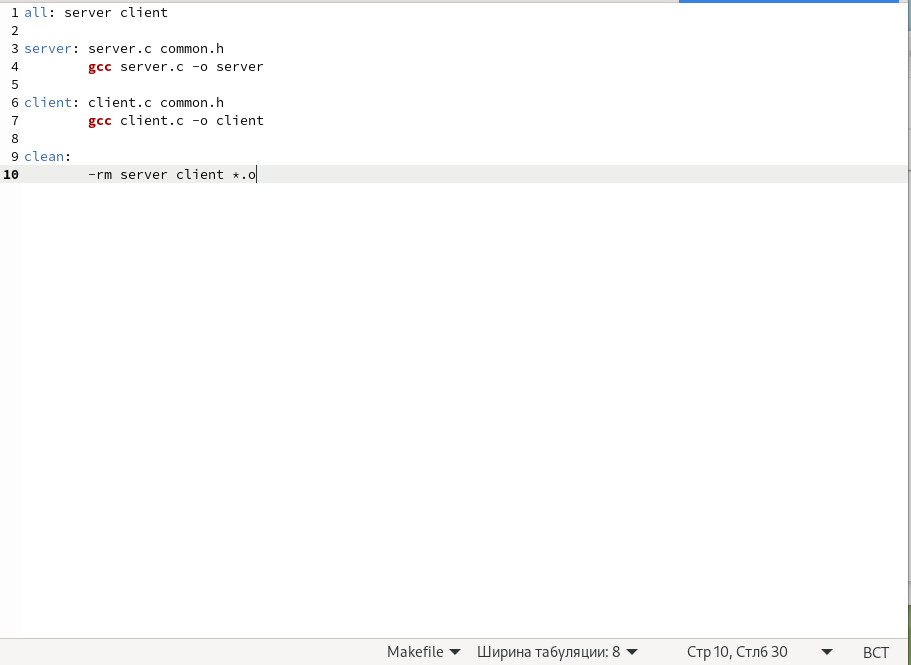 1 all: server client
2
3 server: server.c common.h
4 gcc server.c -o server
5
6 client: client.c common.h
7 gcc client.c -o client
8
9 clean:
10 -rm server client *.o
Makefile Ширина табуляции: 8 Стр 10, Стлб 30 ВСТ